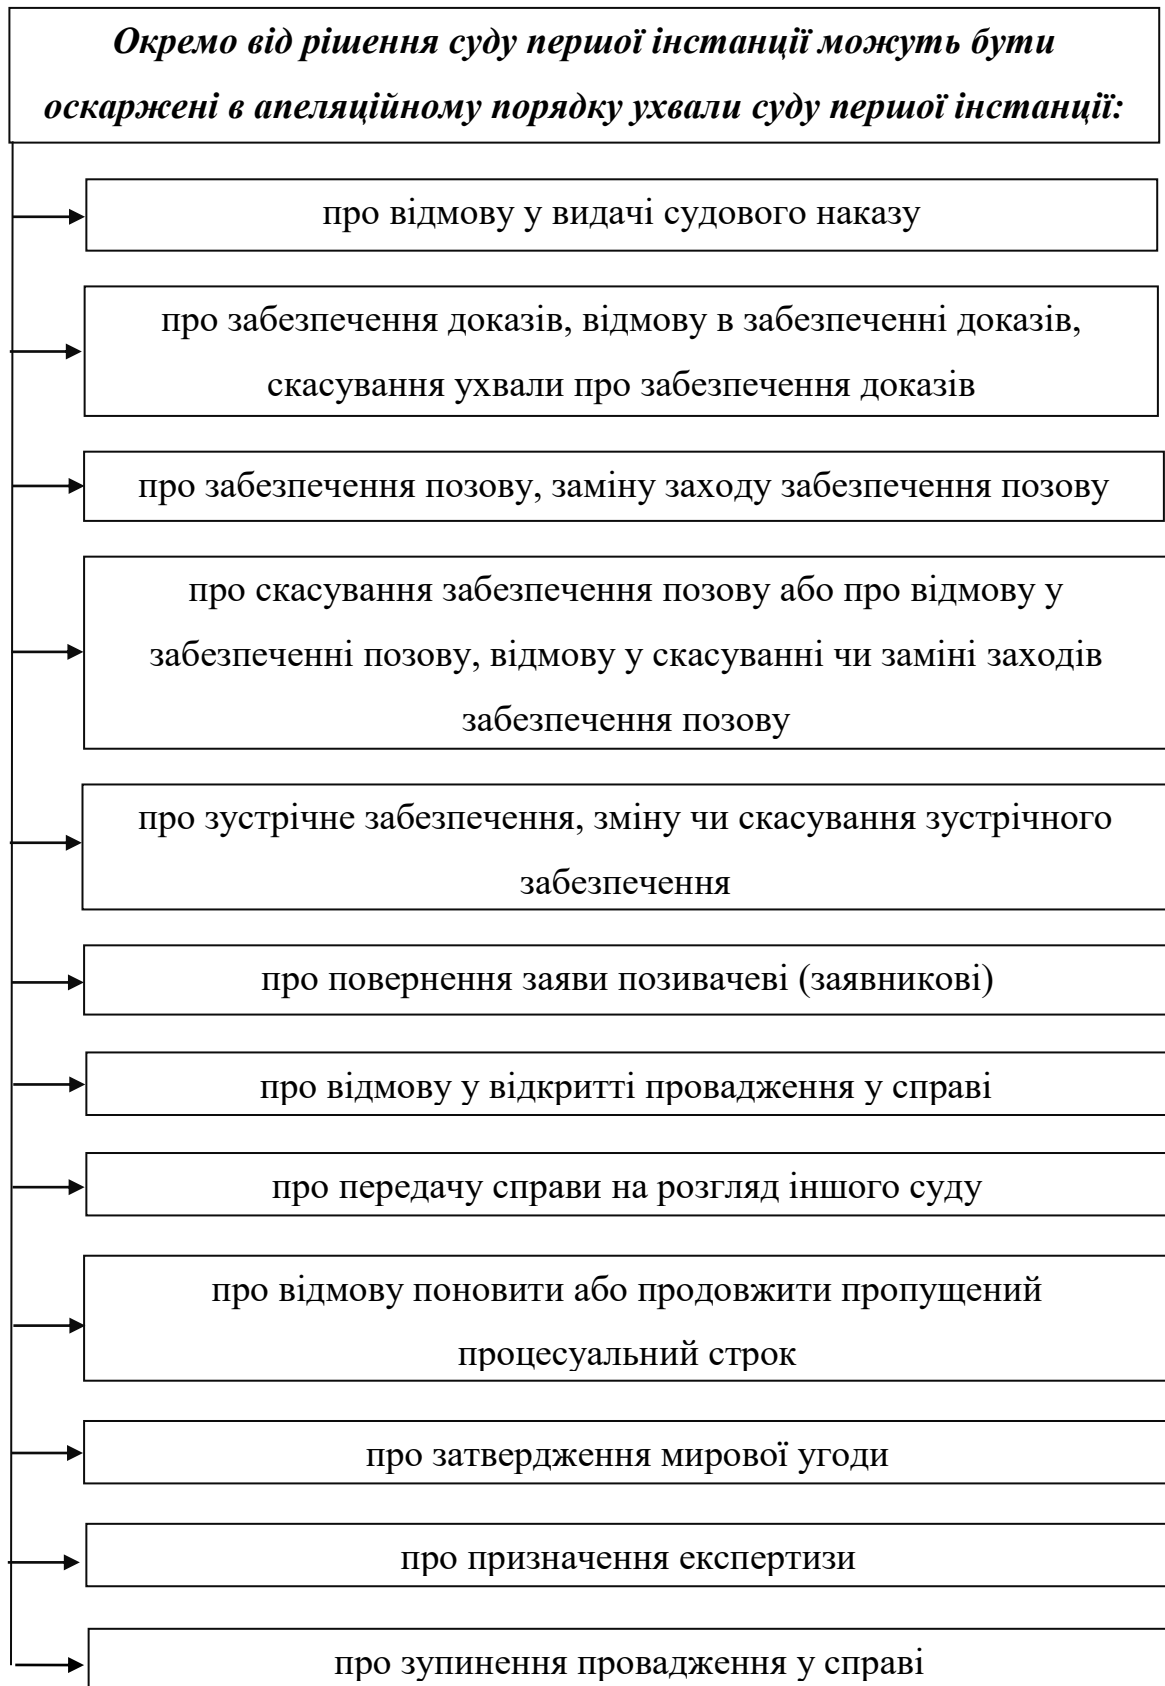 Окремо від рішення суду першої інстанції можуть бути
оскаржені в апеляційному порядку ухвали суду першої інстанції:
про відмову у видачі судового наказу
про забезпечення доказів, відмову в забезпеченні доказів,
скасування ухвали про забезпечення доказів
про забезпечення позову, заміну заходу забезпечення позову
про скасування забезпечення позову або про відмову у
забезпеченні позову, відмову у скасуванні чи заміні заходів
забезпечення позову
про зустрічне забезпечення, зміну чи скасування зустрічного
забезпечення
про повернення заяви позивачеві (заявникові)
про відмову у відкритті провадження у справі
про передачу справи на розгляд іншого суду
про відмову поновити або продовжити пропущений
процесуальний строк
про затвердження мирової угоди
про призначення експертизи
про зупинення провадження у справі